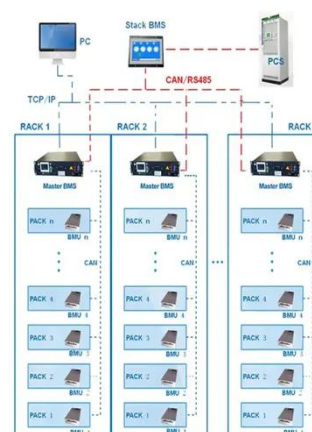 Stack BMS
PC
PCS
CAN/RS485
TCP/IP
RACK 1
RACK 2
RACK
Master BMS
Master BMS
Master BMS
PACK n
BMU n
PACK n
BMU n
PACK n
BMU n
CAN
CAN
CAN
PACK 4
BMU 4
PACK 4
BMU 4
PACK 4
BMU 4
PACK 3
BMU 3
PACK 3
BMU 3
PACK 3
BMU 3
PACK 2
BMU 2
PACK 2
BMU 2
PACK 2
BMU 2
PACK 1
PACK 1
PACK 1